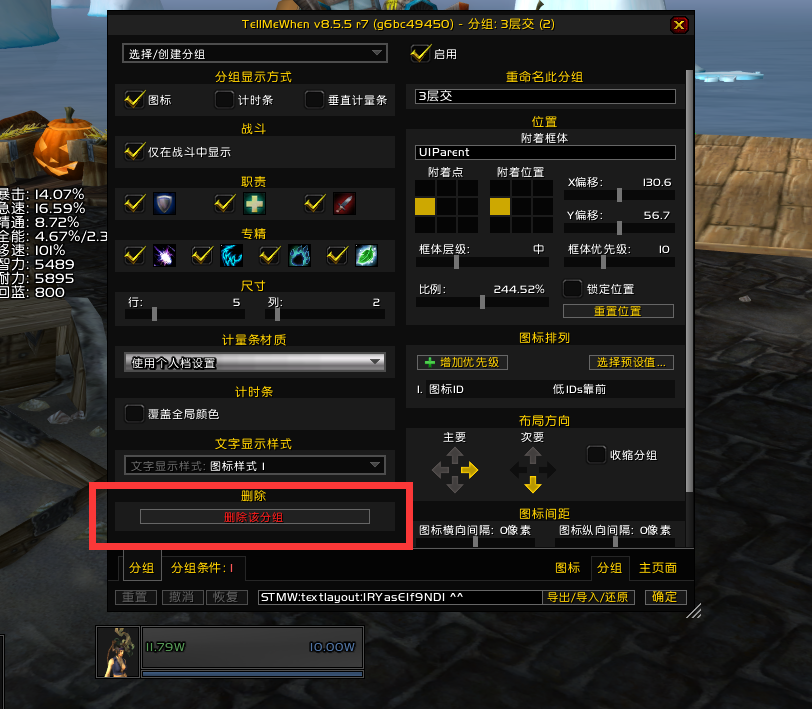 TellMeWhen v8.5.5 r7 (g6bc49450) - 分组: 3层交 (2)
选择/创建分组
启用
分组显示方式
图标
计时条
垂直计量条
战斗
仅在战斗中显示
职责
专精
尺寸
行: 5
列: 2
计量条材质
使用个人档设置
计时条
覆盖全局颜色
文字显示样式
文字显示样式: 图标样式 1
删除
删除该分组
重命名此分组
3层交
位置
附着框体
UIParent
附着点
附着位置
X偏移: 130.6
Y偏移: 56.7
框体层级: 中
框体优先级: 10
比例: 244.52%
锁定位置
重置位置
图标排列
增加优先级
选择预设值...
1. 图标ID
低IDs靠前
布局方向
主要
次要
收缩分组
图标间距
图标横向间隔: 0像素
图标纵向间隔: 0像素
分组
分组条件: 1
图标
分组
主页面
重置
撤消
恢复
STMW:textlayout:1RYasE1f9ND1 ^^
导出/导入/还原
确定
暴击: 14.07%
急速: 16.59%
精通: 8.72%
全能: 4.67%/2.3
移速: 101%
智力: 5489
耐力: 5895
回蓝: 800
11.79W
10.00W